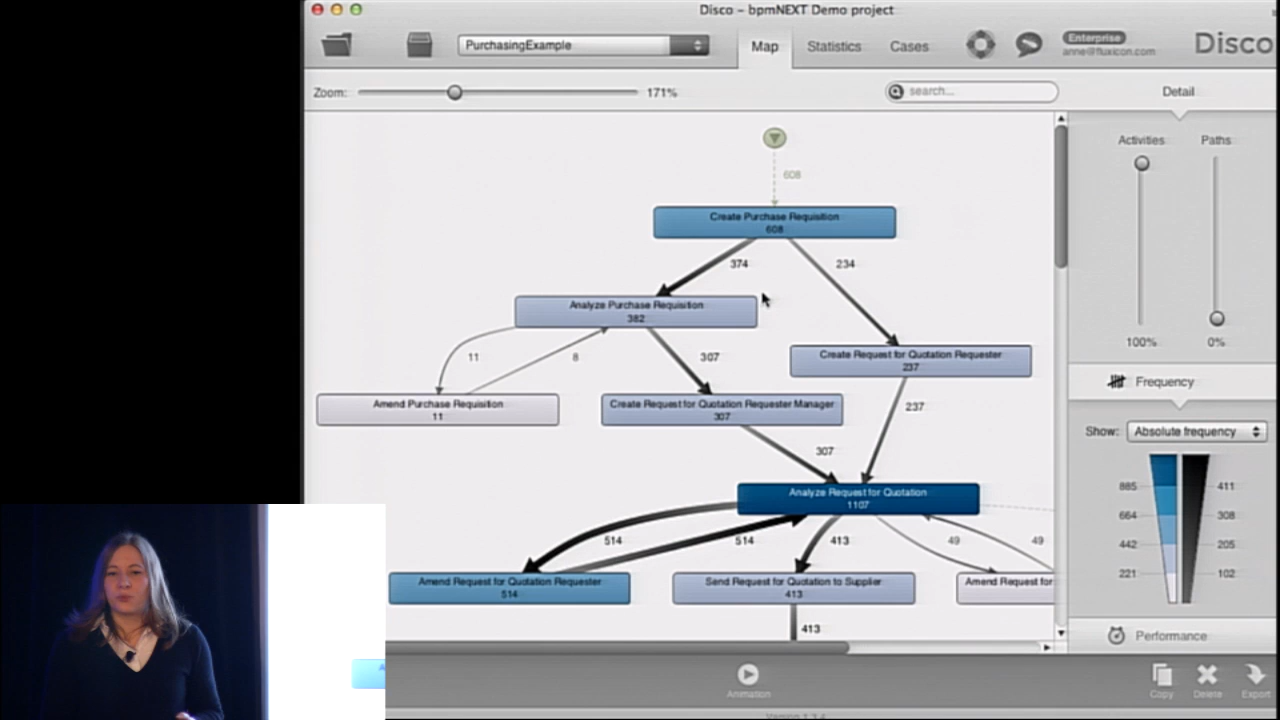 Disco – bpmNEXT Demo project
PurchasingExample
Map
Statistics
Cases
Enterprise
anne@fluxicon.com
Disco
Zoom:
171%
search...
Detail
Activities
Paths
608
Create Purchase Requisition
608
374
234
Analyze Purchase Requisition
382
100%
0%
11
8
307
Create Request for Quotation Requester
237
Frequency
Amend Purchase Requisition
11
Create Request for Quotation Requester Manager
307
237
Show:
Absolute frequency
307
Analyze Request for Quotation
1107
885
411
664
308
442
205
221
102
514
514
413
49
49
Amend Request for Quotation Requester
514
Send Request for Quotation to Supplier
413
Amend Request for
413
Performance
Animation
Copy
Delete
Export